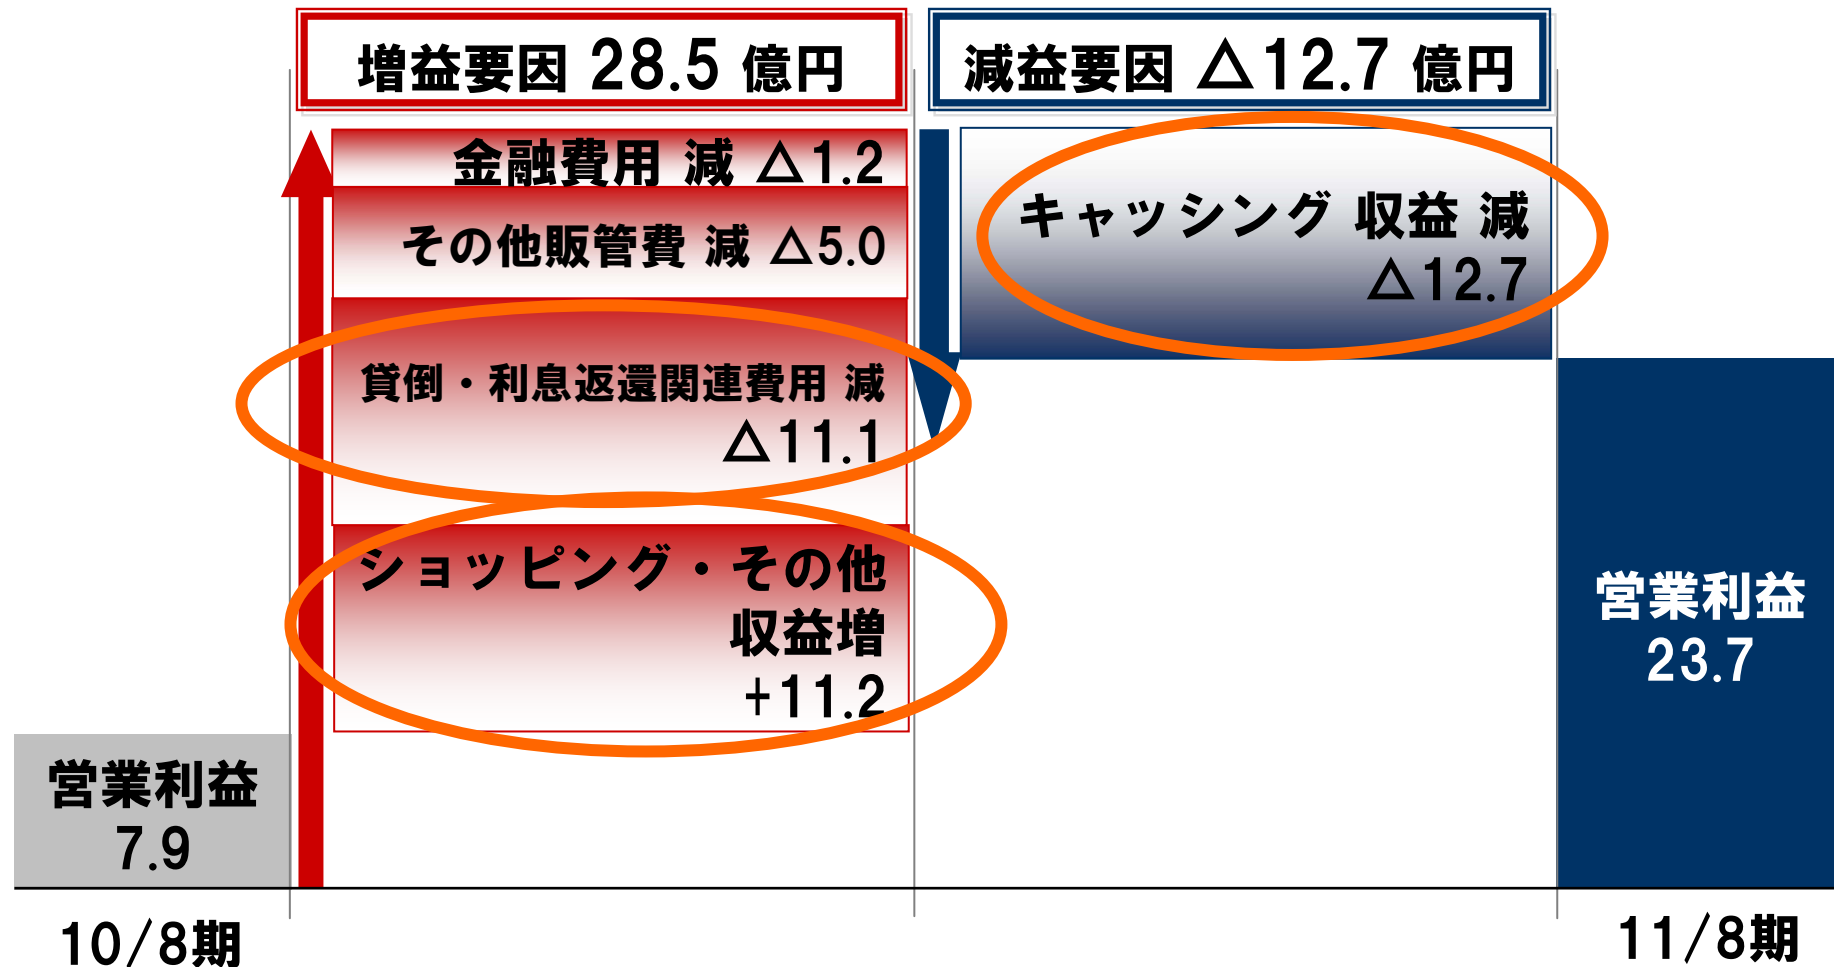 増益要因 28.5 億円
減益要因 △12.7 億円
金融費用 減 △1.2
その他販管費 減 △5.0
貸倒・利息返還関連費用 減
△11.1
ショッピング・その他
収益増
+11.2
キャッシング 収益 減
△12.7
営業利益
7.9
営業利益
23.7
10/8期
11/8期